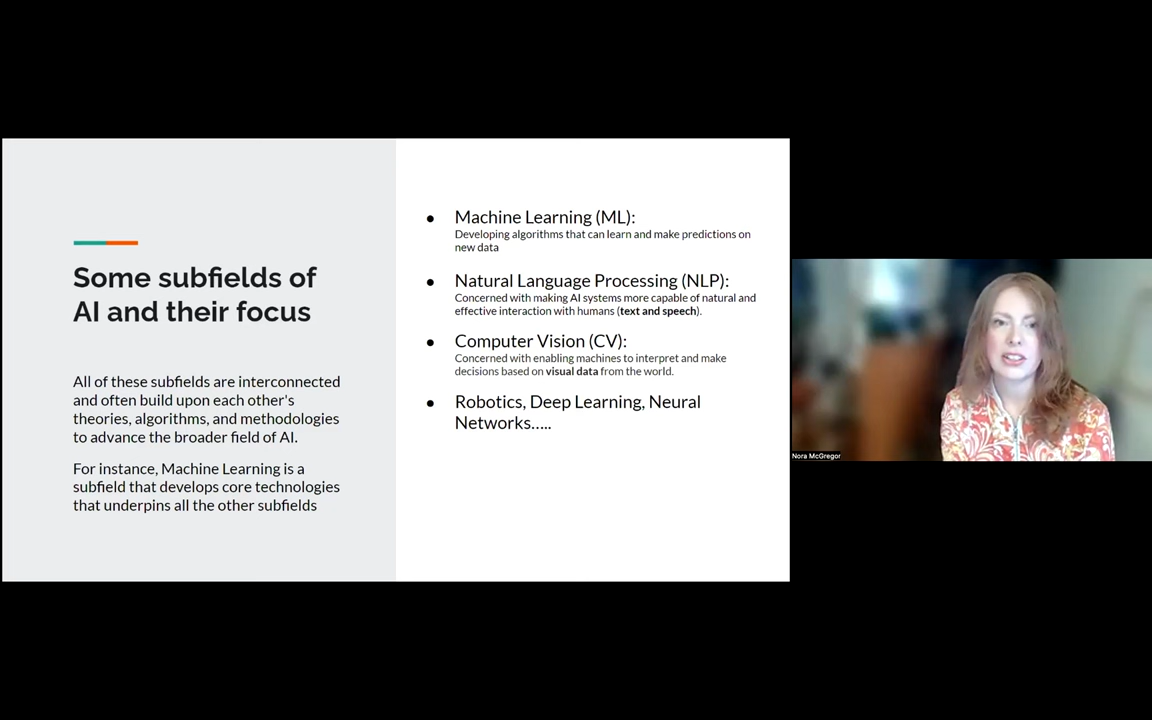 Some subfields of
AI and their focus
All of these subfields are interconnected
and often build upon each other's
theories, algorithms, and methodologies
to advance the broader field of AI.
For instance, Machine Learning is a
subfield that develops core technologies
that underpins all the other subfields
● Machine Learning (ML):
Developing algorithms that can learn and make predictions on
new data
● Natural Language Processing (NLP):
Concerned with making AI systems more capable of natural and
effective interaction with humans (text and speech).
● Computer Vision (CV):
Concerned with enabling machines to interpret and make
decisions based on visual data from the world.
● Robotics, Deep Learning, Neural
Networks.....
Nora McGregor